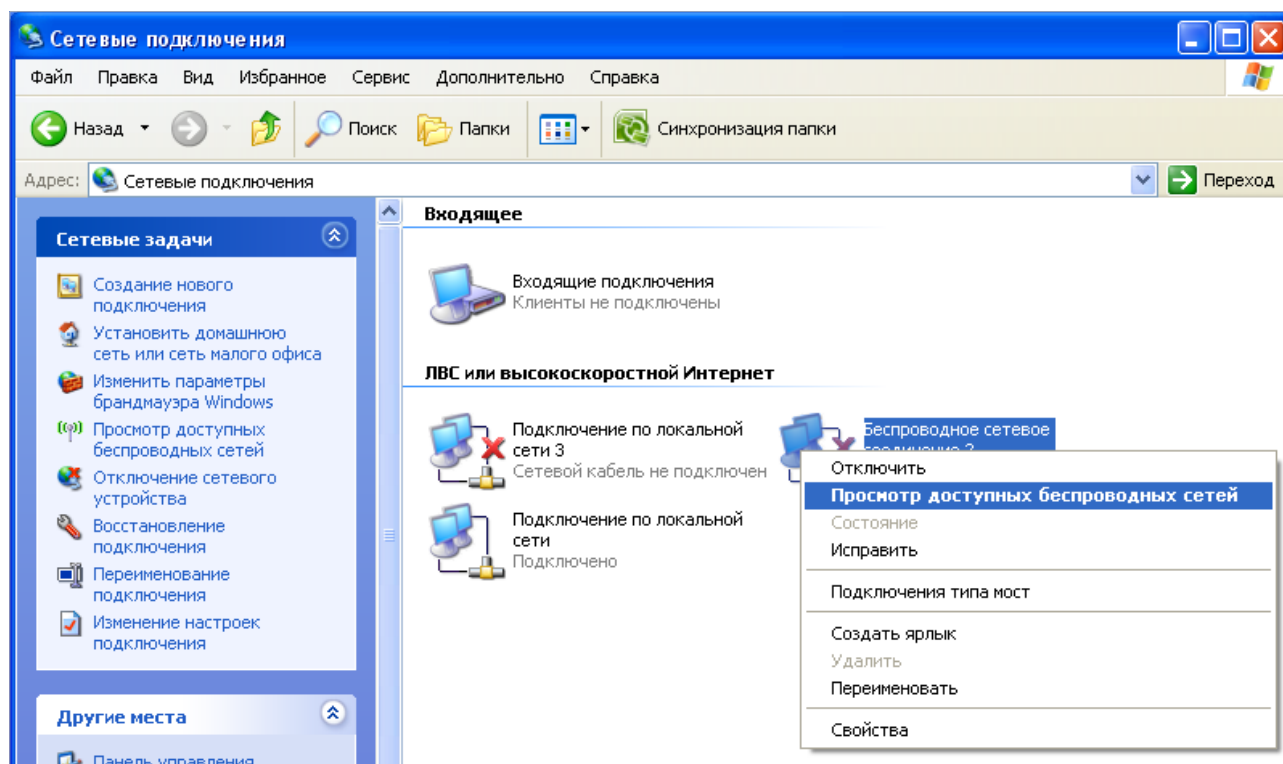 Сетевые подключения
Файл Правка Вид Избранное Сервис Дополнительно Справка
Назад Поиск Папки Синхронизация папки
Адрес: Сетевые подключения Переход
Сетевые задачи
Создание нового
подключения
Установить домашнюю
сеть или сеть малого офиса
Изменить параметры
брандмауэра Windows
Просмотр доступных
беспроводных сетей
Отключение сетевого
устройства
Восстановление
подключения
Переименование
подключения
Изменение настроек
подключения
Другие места
Панель управления
Входящее
Входящие подключения
Клиенты не подключены
ЛВС или высокоскоростной Интернет
Подключение по локальной
сети 3
Сетевой кабель не подключен
Беспроводное сетевое
соединение 2
Подключение по локальной
сети
Подключено
Отключить
Просмотр доступных беспроводных сетей
Состояние
Исправить
Подключения типа мост
Создать ярлык
Удалить
Переименовать
Свойства